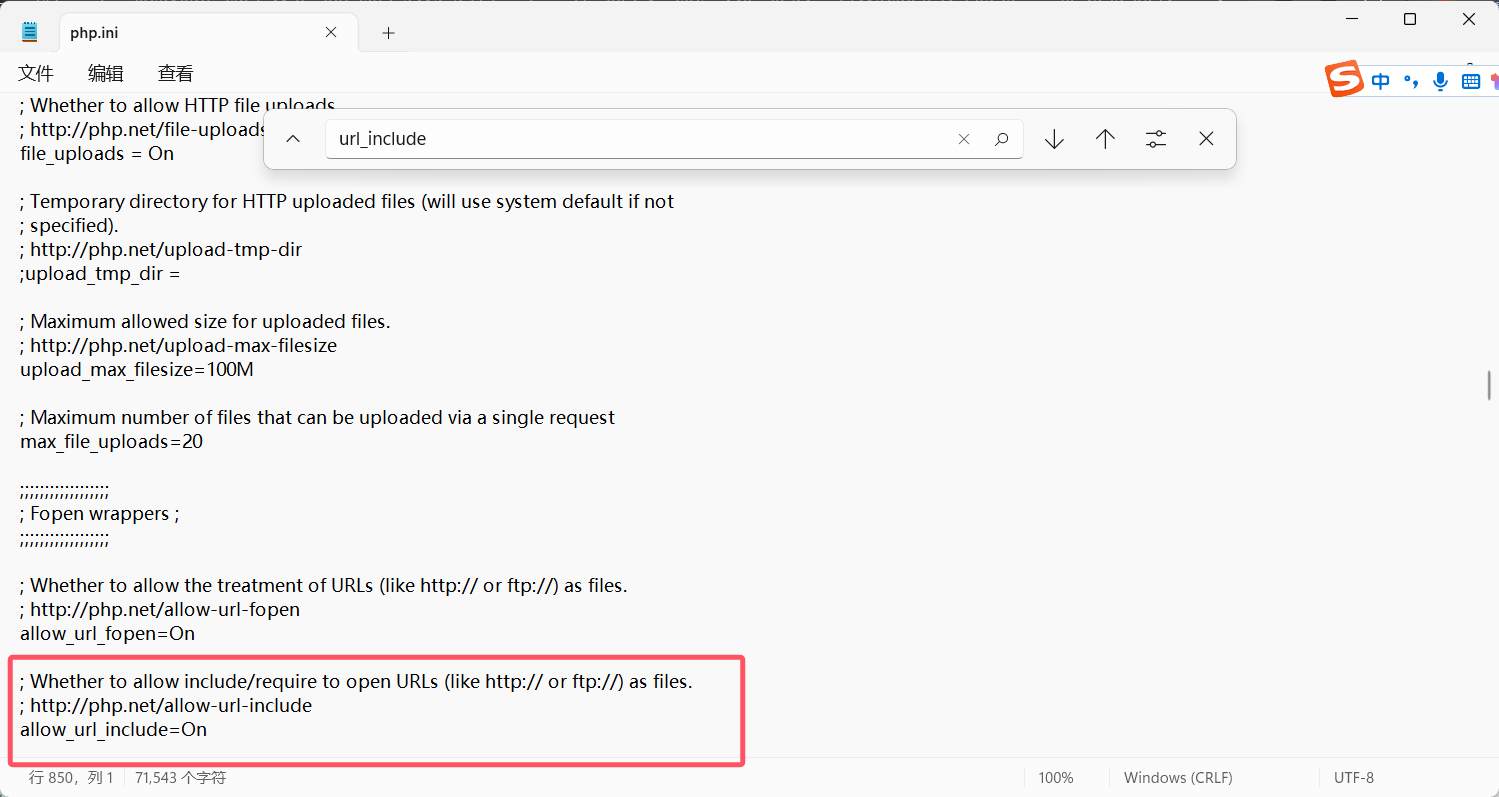 php.ini
文件 编辑 查看
; Whether to allow HTTP file uploads.
; http://php.net/file-uploads
file_uploads = On
url_include
中
; Temporary directory for HTTP uploaded files (will use system default if not
; specified).
; http://php.net/upload-tmp-dir
;upload_tmp_dir =
; Maximum allowed size for uploaded files.
; http://php.net/upload-max-filesize
upload_max_filesize=100M
; Maximum number of files that can be uploaded via a single request
max_file_uploads=20
;;;;;;;;;;;;;;;;;;
; Fopen wrappers ;
;;;;;;;;;;;;;;;;;;
; Whether to allow the treatment of URLs (like http:// or ftp://) as files.
; http://php.net/allow-url-fopen
allow_url_fopen=On
; Whether to allow include/require to open URLs (like http:// or ftp://) as files.
; http://php.net/allow-url-include
allow_url_include=On
行 850，列 1 71,543 个字符 100% Windows (CRLF) UTF-8